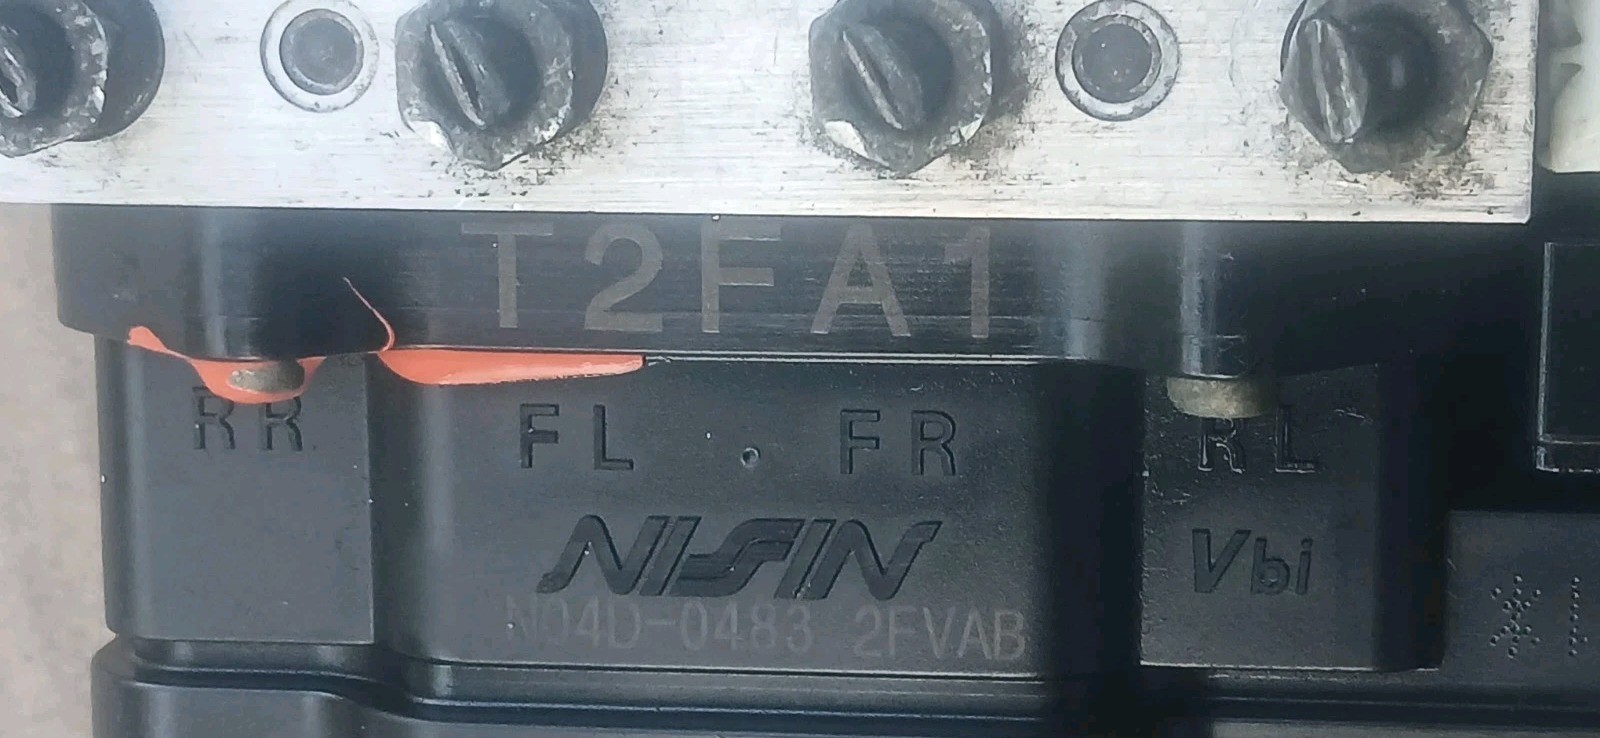 T2FA1
RR FL FR RL
NISSIN Vbi
N04D-0483 2FVAB